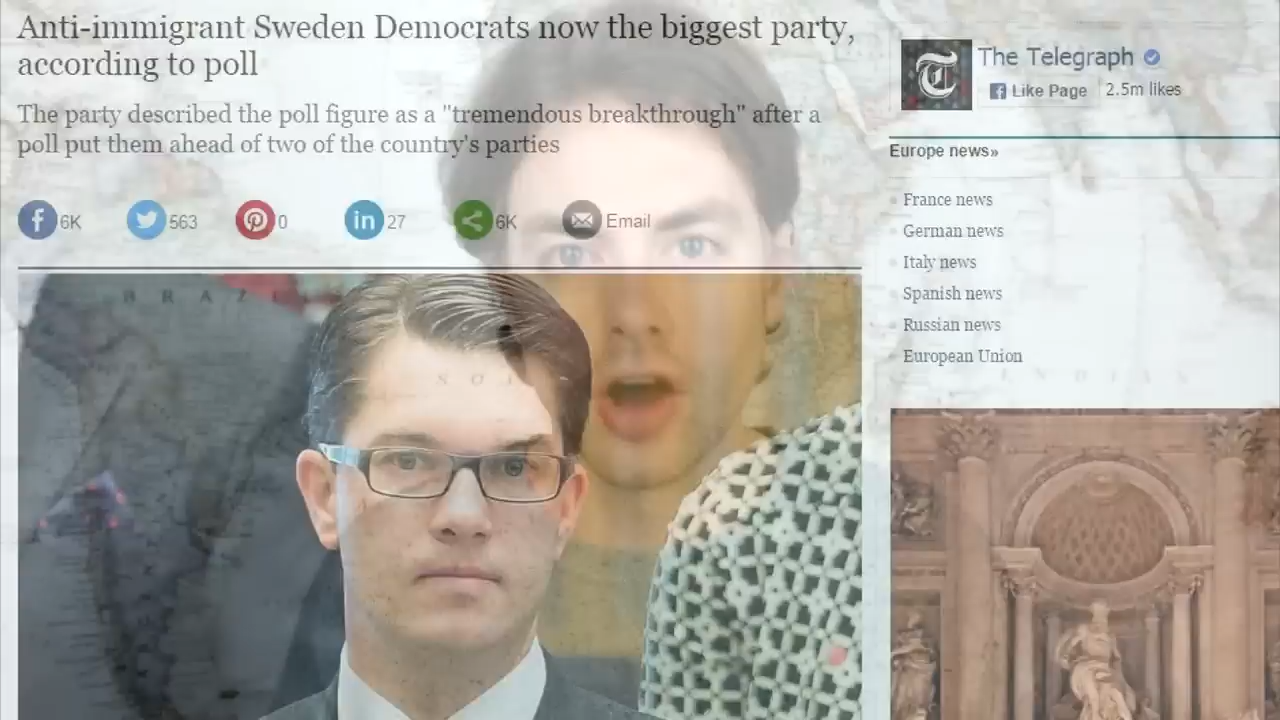 Anti-immigrant Sweden Democrats now the biggest party,
according to poll
The party described the poll figure as a "tremendous breakthrough" after a
poll put them ahead of two of the country's parties
6K
563
0
in 27
6K
Email
The Telegraph
Like Page 2.5m likes
Europe news»
France news
German news
Italy news
Spanish news
Russian news
European Union
INDIAN